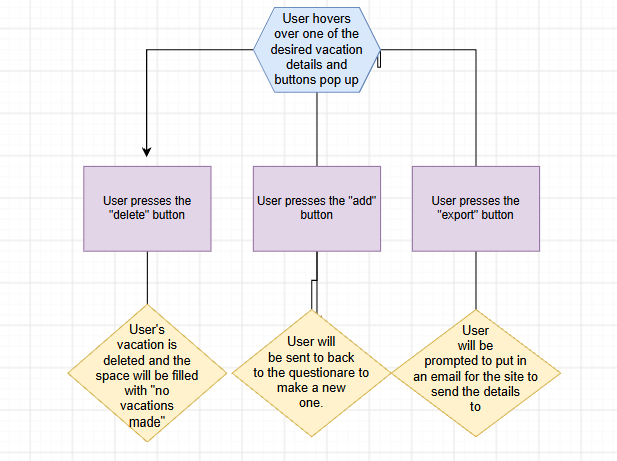 User hovers
over one of the
desired vacation
details and
buttons pop up
User presses the
"delete" button
User presses the "add"
button
User presses the
"export" button
User's
vacation is
deleted and the
space will be filled
with "no
vacations
made"
User will
be sent to back
to the questionare to
make a new
one.
User
will be
prompted to put in
an email for the site to
send the details
to